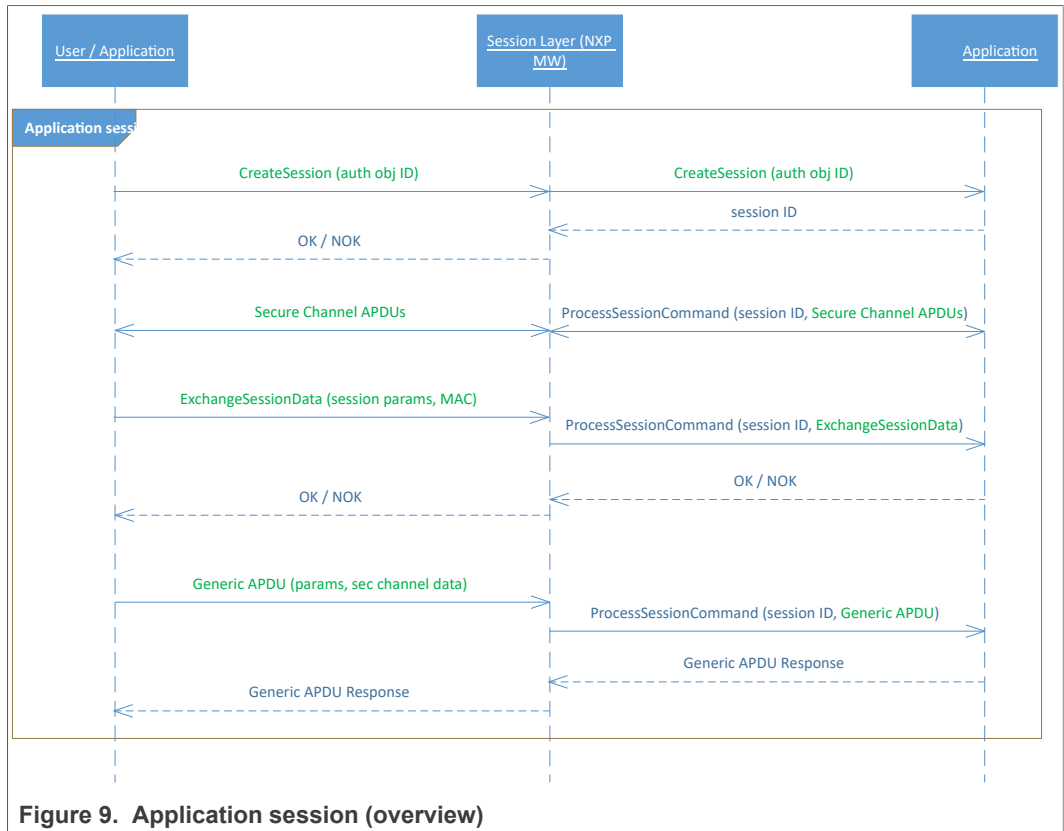 User / Application
Session Layer (NXP
MW)
Application
Application sessi
CreateSession (auth obj ID)
CreateSession (auth obj ID)
session ID
OK / NOK
Secure Channel APDUs
ProcessSessionCommand (session ID, Secure Channel APDUs)
ExchangeSessionData (session params, MAC)
ProcessSessionCommand (session ID, ExchangeSessionData)
OK / NOK
OK / NOK
Generic APDU (params, sec channel data)
ProcessSessionCommand (session ID, Generic APDU)
Generic APDU Response
Generic APDU Response
Figure 9. Application session (overview)